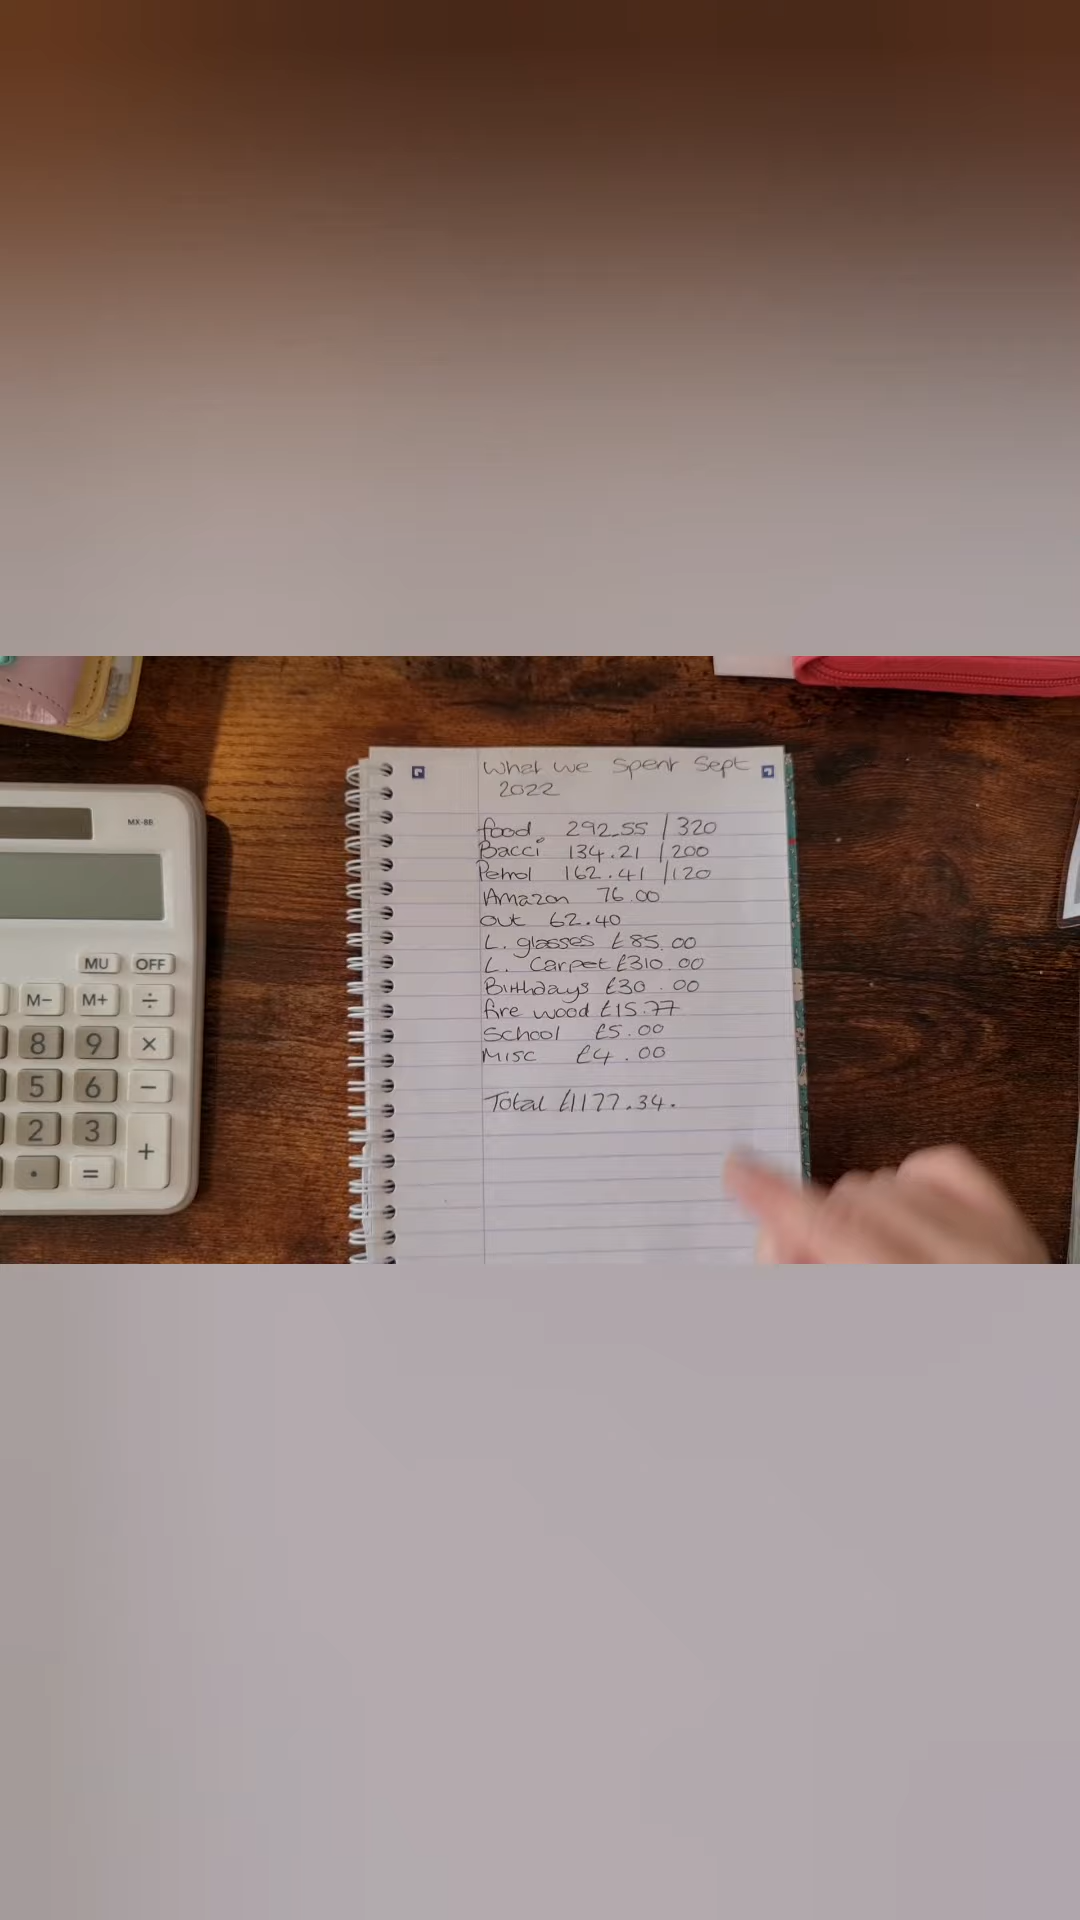 MX-8B
MU OFF
M- M+ ÷
8 9 ×
5 6 -
2 3 +
. =
What we Spent Sept
2022
food. 292.55 / 320
Bacci 134.21 / 200
Petrol 162.41 / 120
Amazon 76.00
Out 62.40
L. glasses £85.00
L. Carpet £310.00
Birthdays £30.00
fire wood £15.77
School £5.00
Misc £4.00
Total £1177.34.